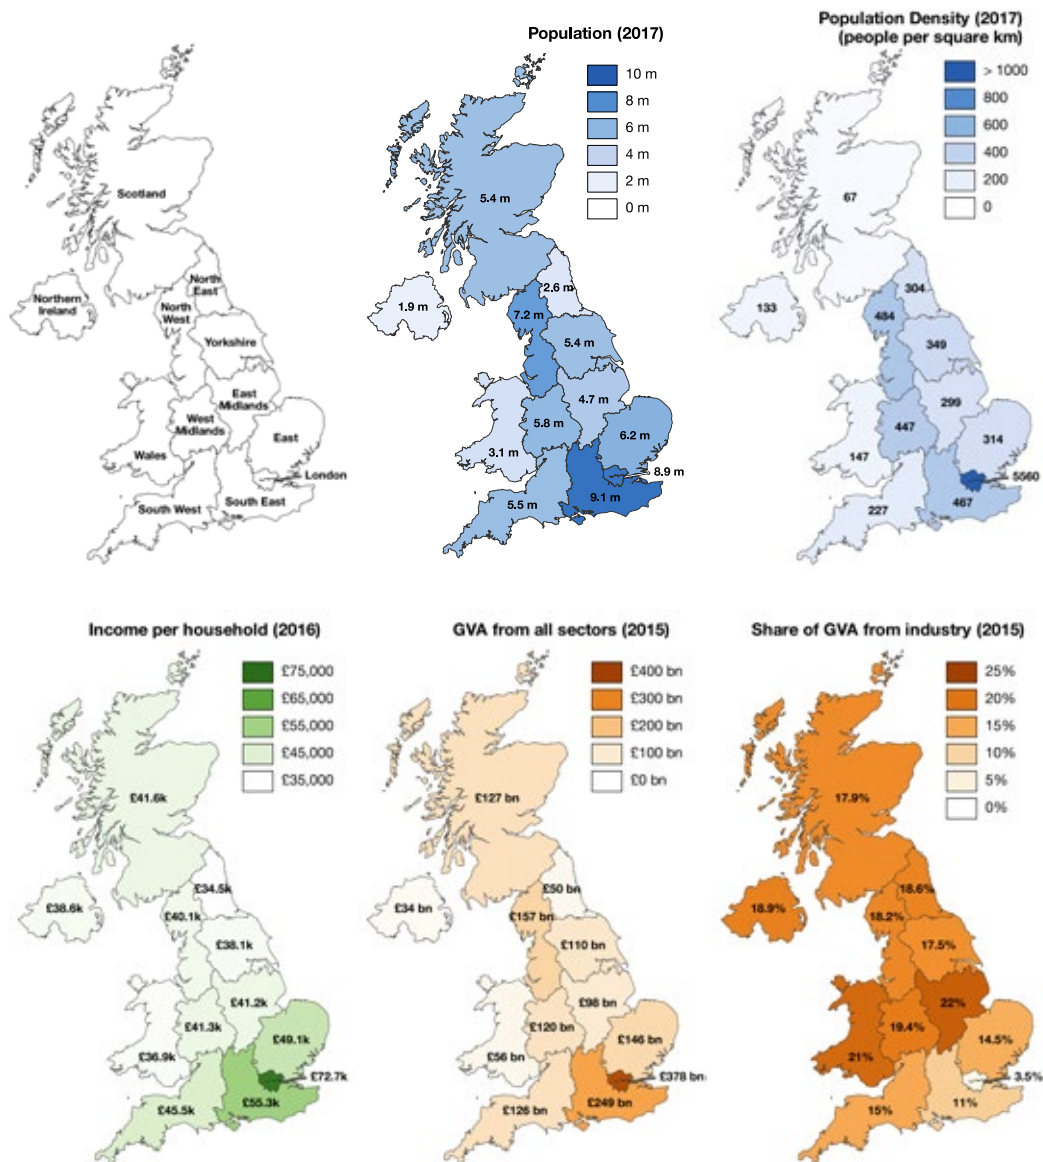 Scotland
Northern
Ireland
North
East
North
West
Yorkshire
East
Midlands
West
Midlands
East
Wales
London
South East
South West
Population (2017)
10 m
8 m
6 m
4 m
2 m
0 m
5.4 m
1.9 m
2.6 m
7.2 m
5.4 m
4.7 m
5.8 m
6.2 m
3.1 m
8.9 m
9.1 m
5.5 m
Population Density (2017)
(people per square km)
> 1000
800
600
400
200
0
67
133
304
484
349
299
447
314
147
5560
467
227
Income per household (2016)
£75,000
£65,000
£55,000
£45,000
£35,000
£41.6k
£34.5k
£38.6k
£40.1k
£38.1k
£41.2k
£41.3k
£49.1k
£36.9k
£72.7k
£55.3k
£45.5k
GVA from all sectors (2015)
£400 bn
£300 bn
£200 bn
£100 bn
£0 bn
£127 bn
£50 bn
£34 bn
£157 bn
£110 bn
£98 bn
£120 bn
£146 bn
£56 bn
£378 bn
£249 bn
£126 bn
Share of GVA from industry (2015)
25%
20%
15%
10%
5%
0%
17.9%
18.6%
18.9%
18.2%
17.5%
22%
19.4%
14.5%
21%
3.5%
11%
15%